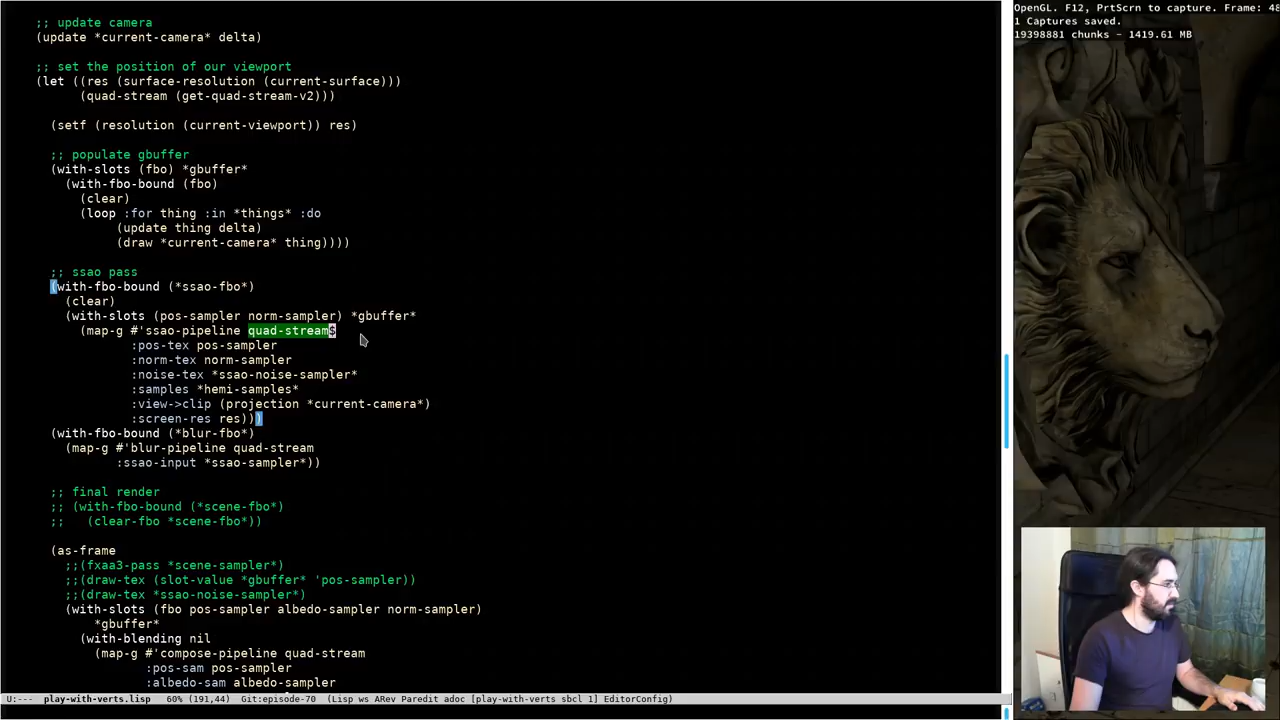 ;; update camera
(update *current-camera* delta)
;; set the position of our viewport
(let ((res (surface-resolution (current-surface)))
(quad-stream (get-quad-stream-v2)))
(setf (resolution (current-viewport)) res)
;; populate gbuffer
(with-slots (fbo) *gbuffer*
(with-fbo-bound (fbo)
(clear)
(loop :for thing :in *things* :do
(update thing delta)
(draw *current-camera* thing))))
;; ssao pass
(with-fbo-bound (*ssao-fbo*)
(clear)
(with-slots (pos-sampler norm-sampler) *gbuffer*
(map-g #'ssao-pipeline quad-stream$
:pos-tex pos-sampler
:norm-tex norm-sampler
:noise-tex *ssao-noise-sampler*
:samples *hemi-samples*
:view->clip (projection *current-camera*)
:screen-res res)))
(with-fbo-bound (*blur-fbo*)
(map-g #'blur-pipeline quad-stream
:ssao-input *ssao-sampler*))
;; final render
;; (with-fbo-bound (*scene-fbo*)
;;   (clear-fbo *scene-fbo*))
(as-frame
;;(fxaa3-pass *scene-sampler*)
;;(draw-tex (slot-value *gbuffer* 'pos-sampler))
;;(draw-tex *ssao-noise-sampler*)
(with-slots (fbo pos-sampler albedo-sampler norm-sampler)
*gbuffer*
(with-blending nil
(map-g #'compose-pipeline quad-stream
:pos-sam pos-sampler
:albedo-sam albedo-sampler
U:---  play-with-verts.lisp   60% (191,44)  Git:episode-70  (Lisp ws ARev Paredit adoc [play-with-verts sbcl 1] EditorConfig)
OpenGL. F12, PrtScrn to capture. Frame: 48
1 Captures saved.
19398881 chunks - 1419.61 MB